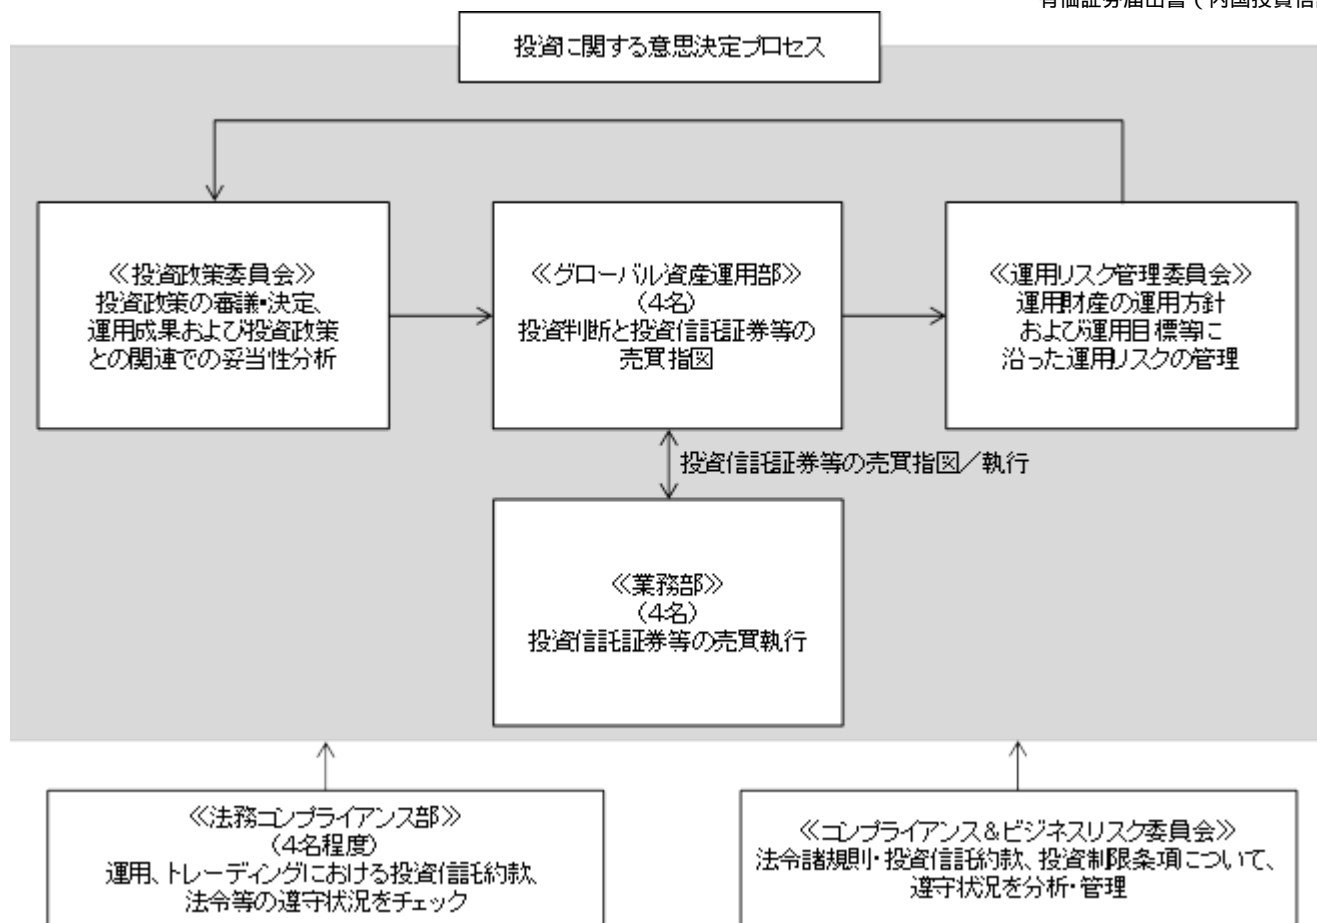 有価証券届出書（内国投資信
投資に関する意思決定プロセス
≪投資政策委員会≫
投資政策の審議・決定、
運用成果および投資政策
との関連での妥当性分析
≪グローバル資産運用部≫
（4名）
投資判断と投資信託証券等の
売買指図
≪運用リスク管理委員会≫
運用財産の運用方針
および運用目標等に
沿った運用リスクの管理
投資信託証券等の売買指図／執行
≪業務部≫
（4名）
投資信託証券等の売買執行
≪法務コンプライアンス部≫
（4名程度）
運用、トレーディングにおける投資信託約款、
法令等の遵守状況をチェック
≪コンプライアンス＆ビジネスリスク委員会≫
法令諸規則・投資信託約款、投資制限条項について、
遵守状況を分析・管理